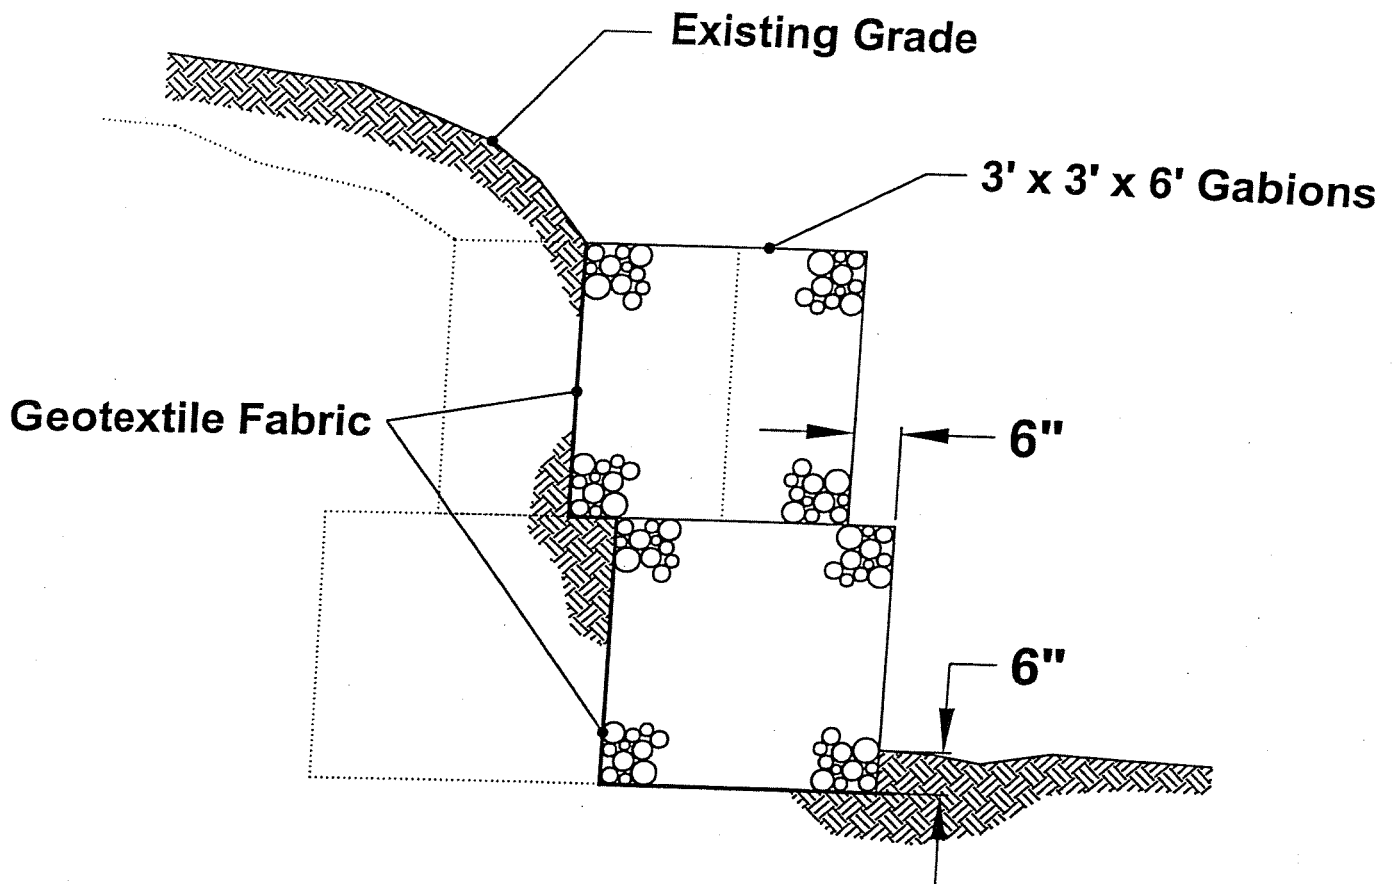 Existing Grade
3' x 3' x 6' Gabions
Geotextile Fabric
6"
6"